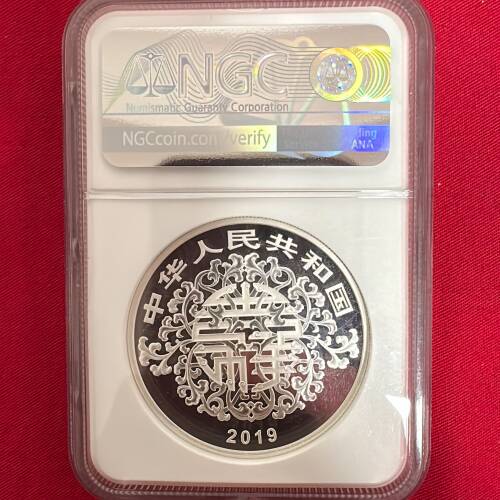 NGC
Numismatic Guaranty Corporation
NGCcoin.com/verify
ANA
中华人民共和国
2019